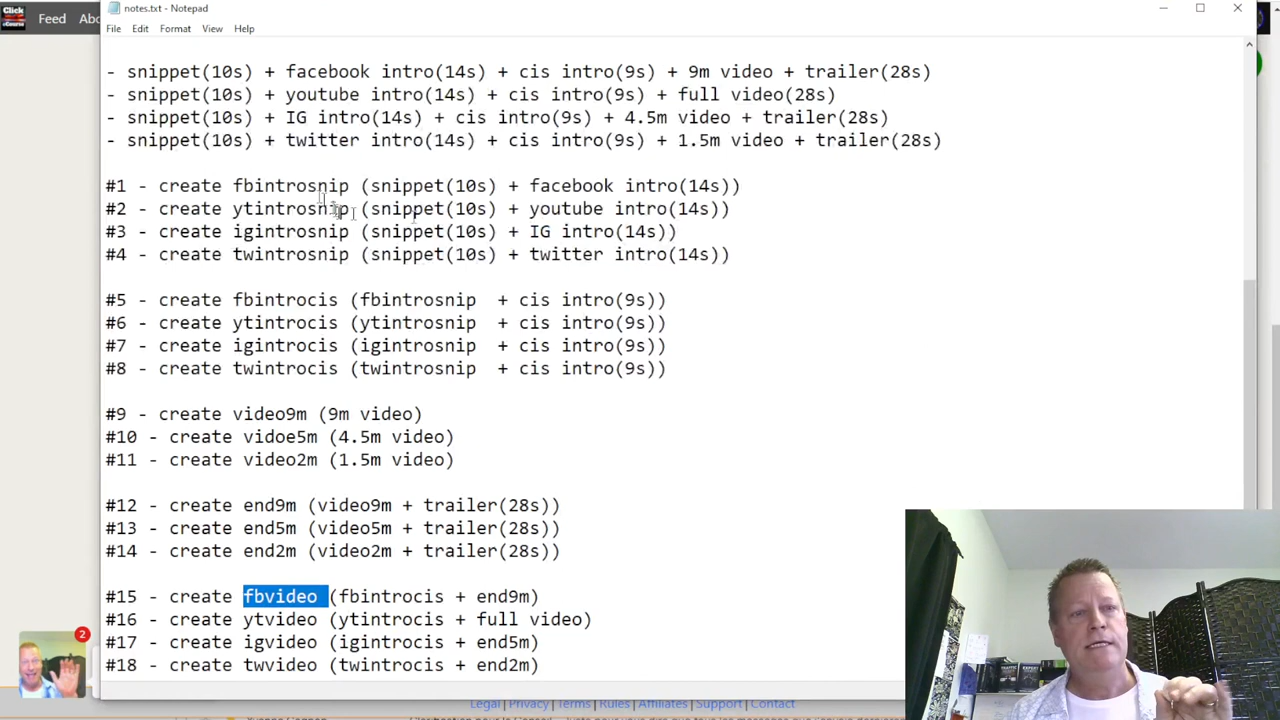 Feed Abo
notes.txt - Notepad
File Edit Format View Help
- snippet(10s) + facebook intro(14s) + cis intro(9s) + 9m video + trailer(28s)
- snippet(10s) + youtube intro(14s) + cis intro(9s) + full video(28s)
- snippet(10s) + IG intro(14s) + cis intro(9s) + 4.5m video + trailer(28s)
- snippet(10s) + twitter intro(14s) + cis intro(9s) + 1.5m video + trailer(28s)
#1 - create fbintrosnip (snippet(10s) + facebook intro(14s))
#2 - create ytintrosnip (snippet(10s) + youtube intro(14s))
#3 - create igintrosnip (snippet(10s) + IG intro(14s))
#4 - create twintrosnip (snippet(10s) + twitter intro(14s))
#5 - create fbintrocis (fbintrosnip + cis intro(9s))
#6 - create ytintrocis (ytintrosnip + cis intro(9s))
#7 - create igintrocis (igintrosnip + cis intro(9s))
#8 - create twintrocis (twintrosnip + cis intro(9s))
#9 - create video9m (9m video)
#10 - create vidoe5m (4.5m video)
#11 - create video2m (1.5m video)
#12 - create end9m (video9m + trailer(28s))
#13 - create end5m (video5m + trailer(28s))
#14 - create end2m (video2m + trailer(28s))
#15 - create fbvideo (fbintrocis + end9m)
#16 - create ytvideo (ytintrocis + full video)
#17 - create igvideo (igintrocis + end5m)
#18 - create twvideo (twintrocis + end2m)
2
Legal | Privacy | Terms | Rules | Affiliates | Support | Contact